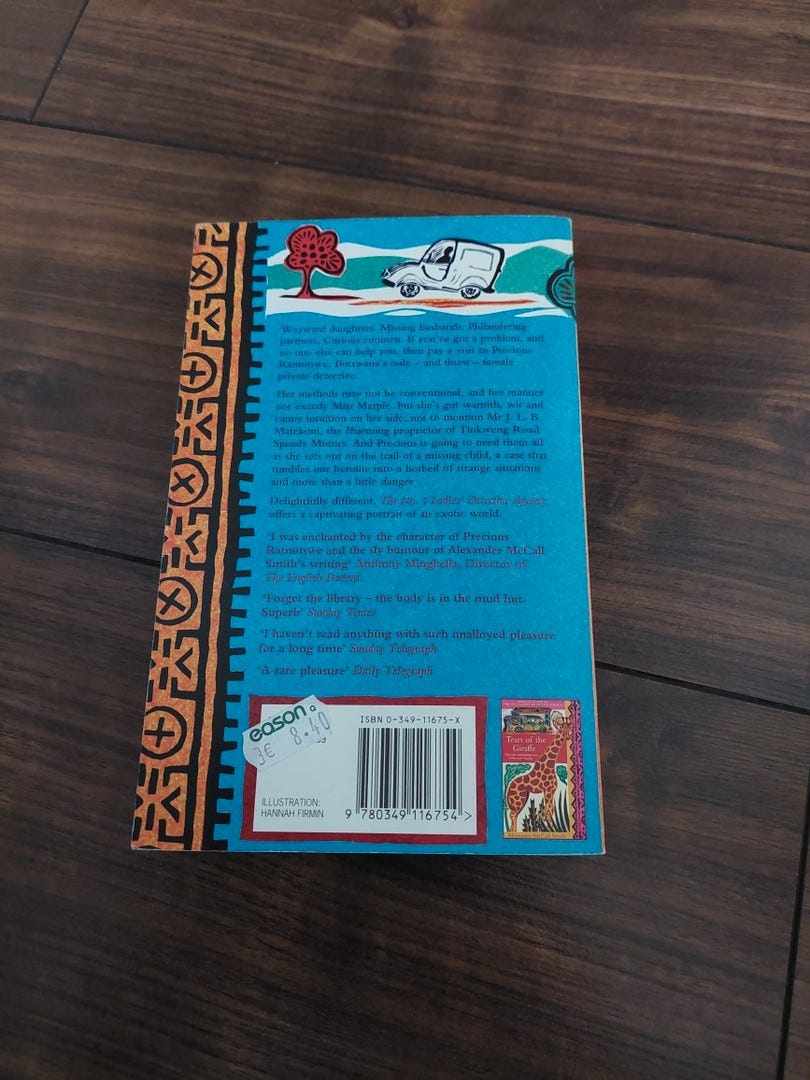 Wayward daughters. Missing husbands. Philandering
partners. Curious conmen. If you've got a problem, and
no one else can help you, then pay a visit to Precious
Ramotswe, Botswana's only – and finest – female
private detective.
Her methods may not be conventional, and her manner
not exactly Miss Marple, but she's got warmth, wit and
canny intuition on her side, not to mention Mr J. L. B.
Matekoni, the charming proprietor of Tlokweng Road
Speedy Motors. And Precious is going to need them all
as she sets out on the trail of a missing child, a case that
tumbles our heroine into a hotbed of strange situations
and more than a little danger . . .
Delightfully different, The No. 1 Ladies' Detective Agency
offers a captivating portrait of an exotic world.
'I was enchanted by the character of Precious
Ramotswe and the sly humour of Alexander McCall
Smith's writing' Anthony Minghella, Director of
The English Patient
'Forget the library – the body is in the mud hut.
Superb' Sunday Times
'I haven't read anything with such unalloyed pleasure
for a long time' Sunday Telegraph
'A rare pleasure' Daily Telegraph
eason
3€ 8.40
ISBN 0-349-11675-X
ILLUSTRATION:
HANNAH FIRMIN
9 780349 116754 >
Tears of the
Giraffe
Alexander McCall Smith